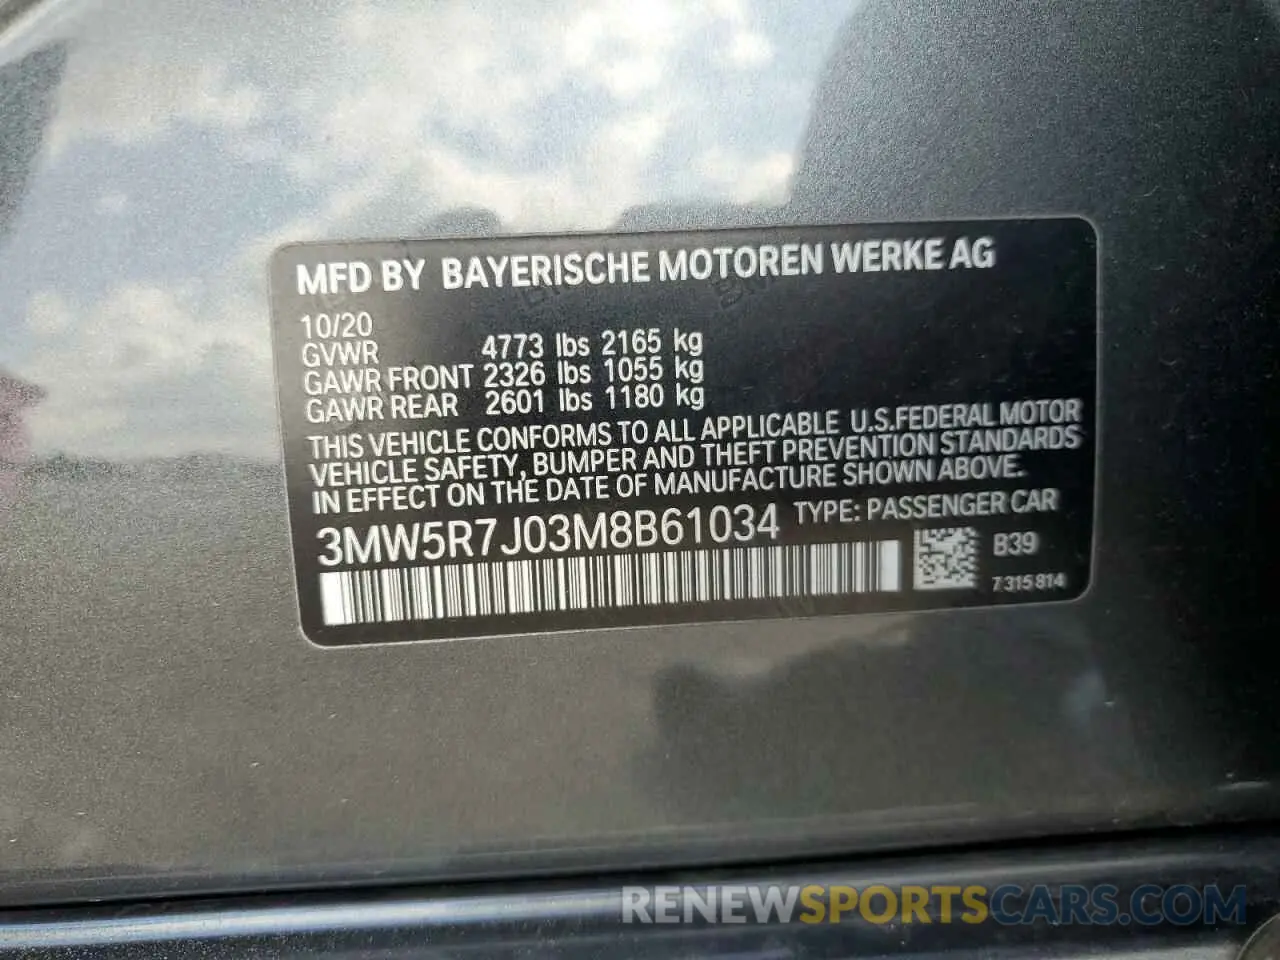 MFD BY BAYERISCHE MOTOREN WERKE AG
10/20
GVWR 4773 lbs 2165 kg
GAWR FRONT 2326 lbs 1055 kg
GAWR REAR 2601 lbs 1180 kg
THIS VEHICLE CONFORMS TO ALL APPLICABLE U.S.FEDERAL MOTOR
VEHICLE SAFETY, BUMPER AND THEFT PREVENTION STANDARDS
IN EFFECT ON THE DATE OF MANUFACTURE SHOWN ABOVE.
3MW5R7J03M8B61034 TYPE: PASSENGER CAR
B39
7 315 814
RENEWSPORTSCARS.COM